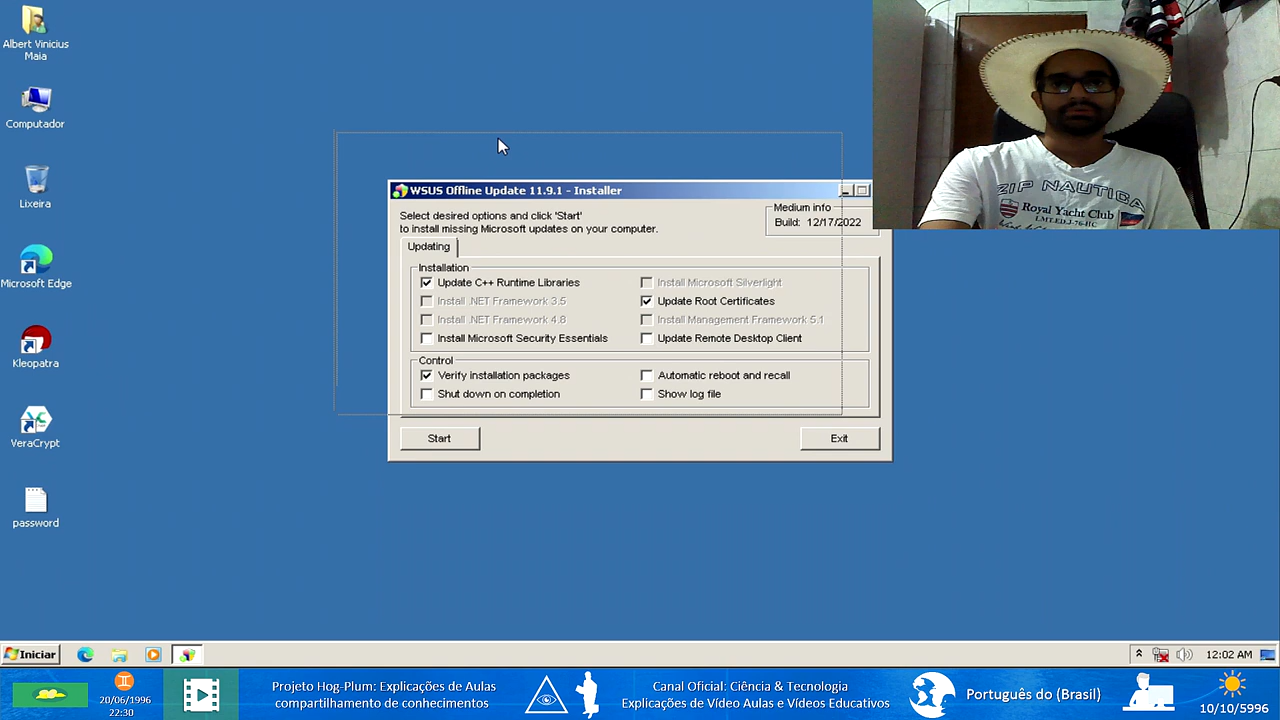 Albert Vinicius
Maia
Computador
Lixeira
Microsoft Edge
Kleopatra
VeraCrypt
password
WSUS Offline Update 11.9.1 - Installer
Select desired options and click 'Start'
to install missing Microsoft updates on your computer.
Medium info
Build: 12/17/2022
Updating
Installation
Update C++ Runtime Libraries
Install Microsoft Silverlight
Install .NET Framework 3.5
Update Root Certificates
Install .NET Framework 4.8
Install Management Framework 5.1
Install Microsoft Security Essentials
Update Remote Desktop Client
Control
Verify installation packages
Automatic reboot and recall
Shut down on completion
Show log file
Start
Exit
ZIP NAUTICA
Royal Yacht Club
LMT-ED.J-76-HC
Iniciar
12:02 AM
20/06/1996
22:30
Projeto Hog-Plum: Explicações de Aulas
compartilhamento de conhecimentos
Canal Oficial: Ciência & Tecnologia
Explicações de Vídeo Aulas e Vídeos Educativos
Português do (Brasil)
10/10/5996